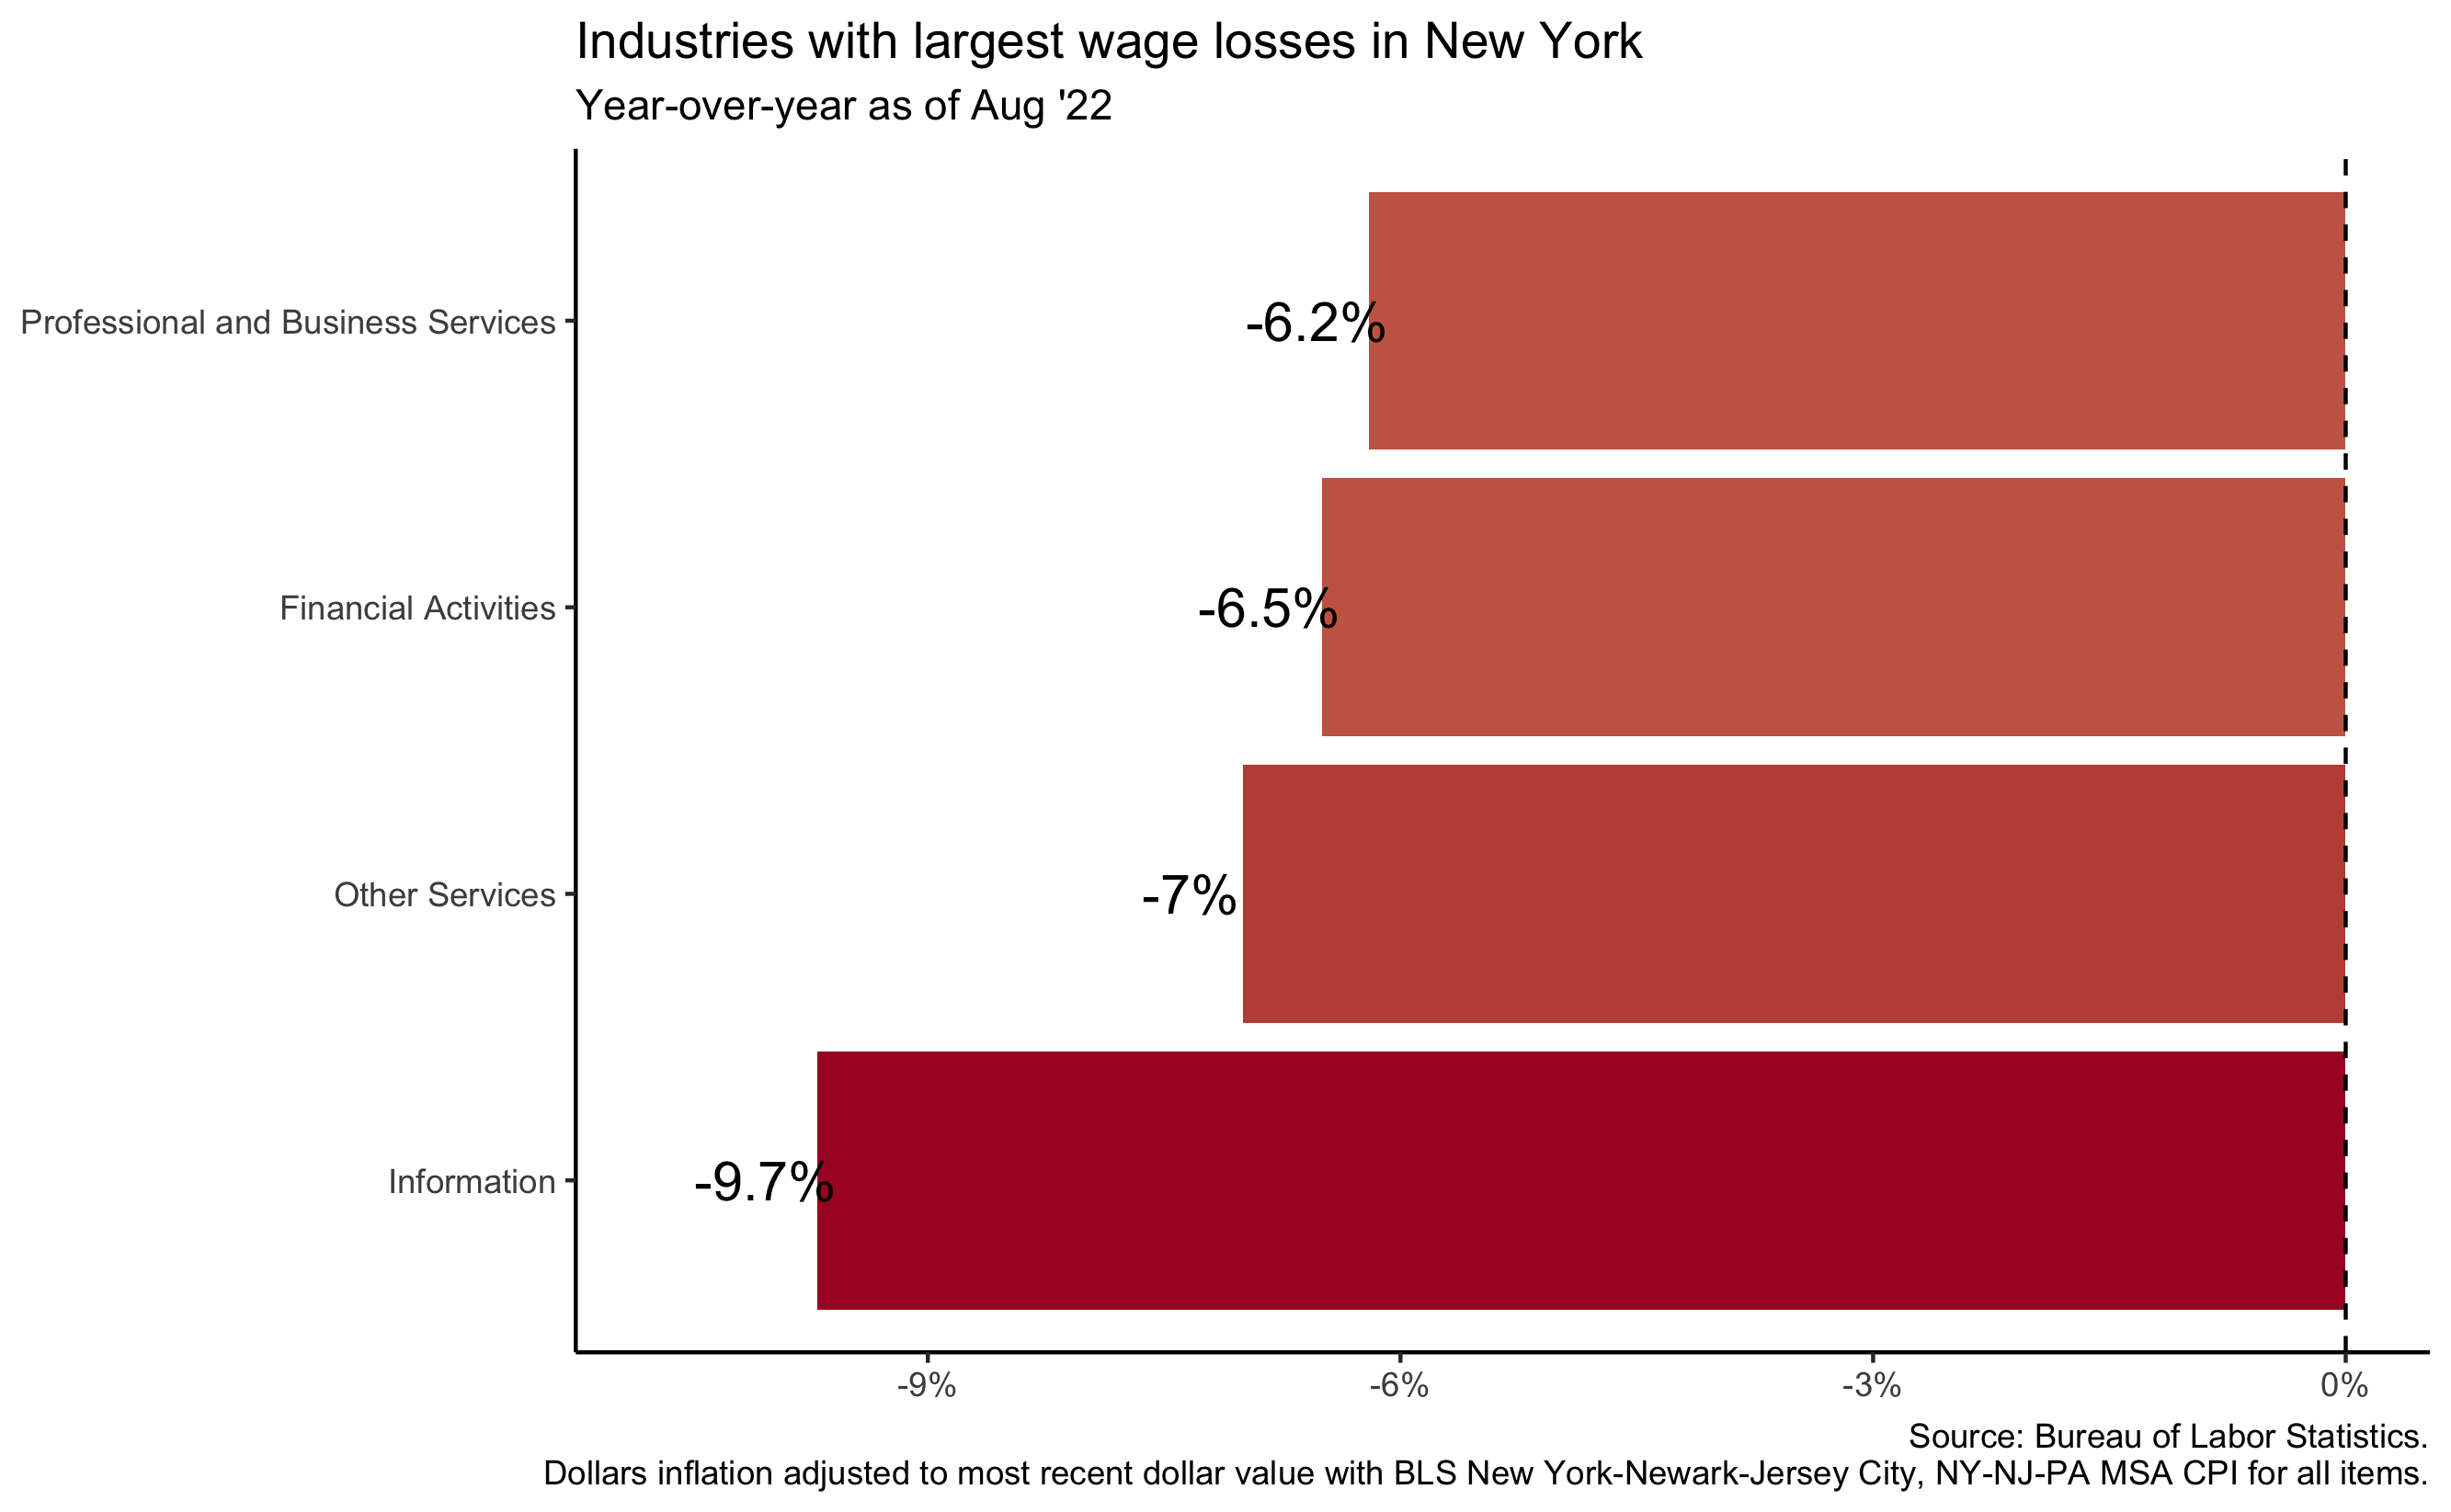 Industries with largest wage losses in New York
Year-over-year as of Aug '22
Professional and Business Services
-6.2%
Financial Activities
-6.5%
Other Services
-7%
Information
-9.7%
-9%
-6%
-3%
0%
Source: Bureau of Labor Statistics.
Dollars inflation adjusted to most recent dollar value with BLS New York-Newark-Jersey City, NY-NJ-PA MSA CPI for all items.